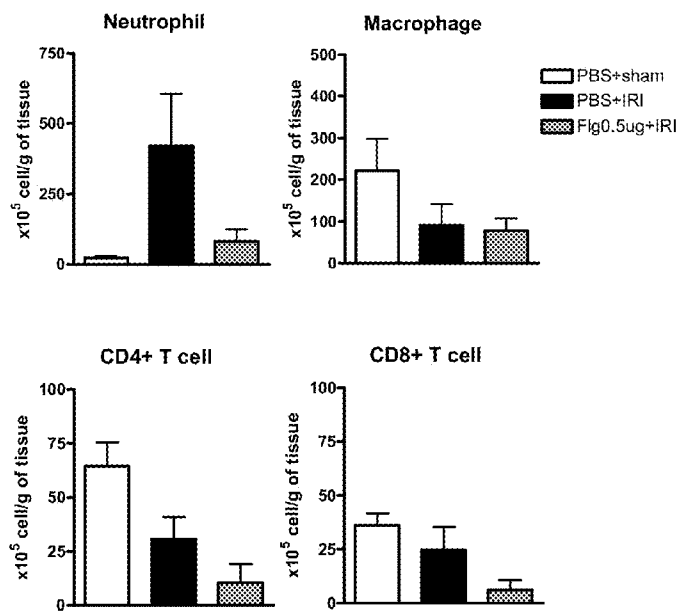 Neutrophil
x10⁵ cell/g of tissue
750
500
250
0
Macrophage
x10⁵ cell/g of tissue
500
400
300
200
100
0
PBS+sham
PBS+IRI
Flg0.5ug+IRI
CD4+ T cell
x10⁵ cell/g of tissue
100
75
50
25
0
CD8+ T cell
x10⁵ cell/g of tissue
100
75
50
25
0